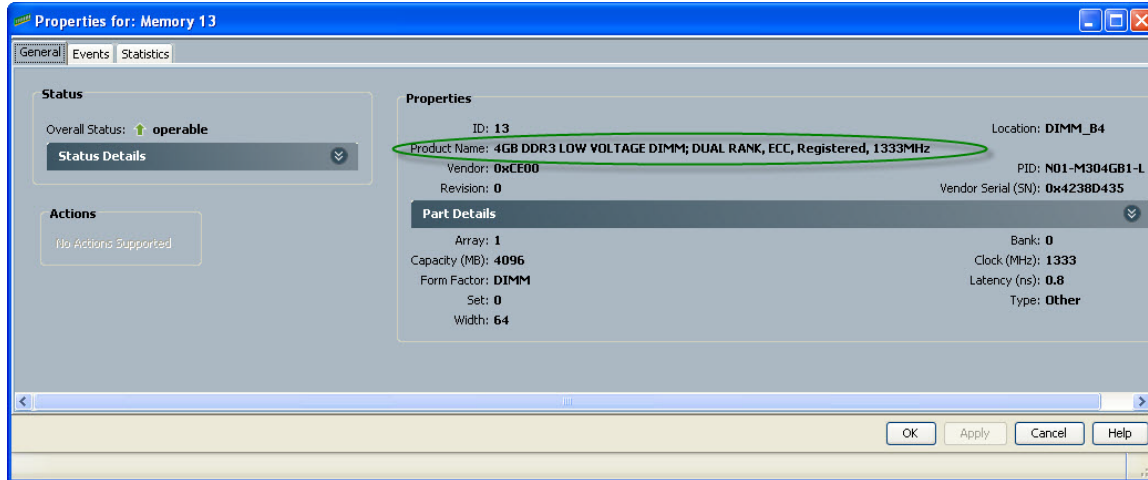 Properties for: Memory 13
General Events Statistics
Status
Overall Status: operable
Status Details
Actions
No Actions Supported
Properties
ID: 13 Location: DIMM_B4
Product Name: 4GB DDR3 LOW VOLTAGE DIMM; DUAL RANK, ECC, Registered, 1333MHz
Vendor: 0xCE00 PID: N01-M304GB1-L
Revision: 0 Vendor Serial (SN): 0x4238D435
Part Details
Array: 1 Bank: 0
Capacity (MB): 4096 Clock (MHz): 1333
Form Factor: DIMM Latency (ns): 0.8
Set: 0 Type: Other
Width: 64
OK Apply Cancel Help